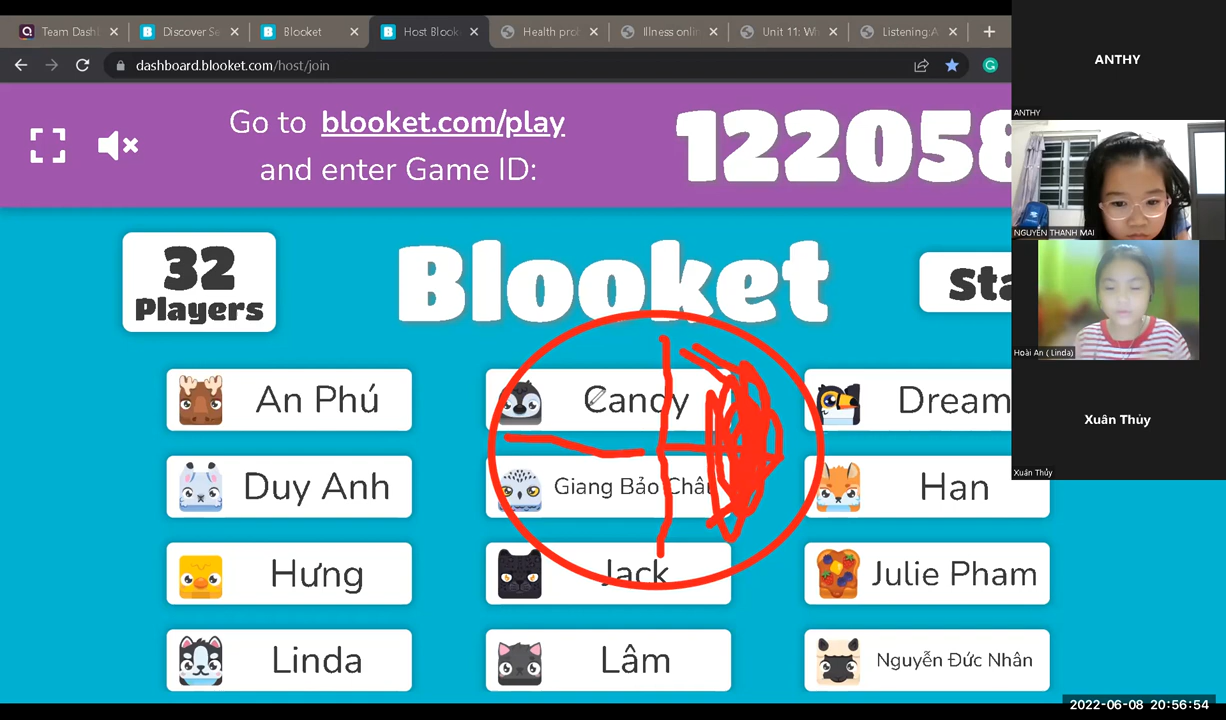 Team Dash
Discover Se
Blooket
Host Blook
Health pro
Illness onli
Unit 11: Wh
Listening:A
dashboard.blooket.com/host/join
Go to blooket.com/play
and enter Game ID:
122058
32
Players
Blooket
Sta
An Phú
Candy
Dream
Duy Anh
Giang Bảo Châu
Han
Hưng
Jack
Julie Pham
Linda
Lâm
Nguyễn Đức Nhân
ANTHY
ANTHY
NGUYỄN THANH MAI
Hoài An ( Linda)
Xuân Thủy
Xuân Thủy
2022-06-08 20:56:54